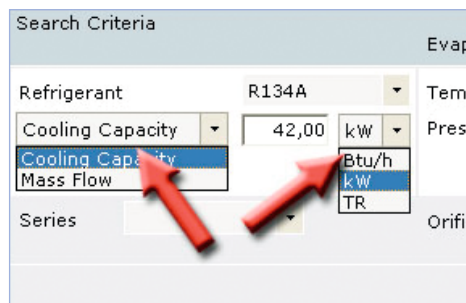 Search Criteria
Evap
Refrigerant R134A Tem
Cooling Capacity 42,00 kW Pres
Cooling Capacity Btu/h
Mass Flow kW
TR
Series Orifi